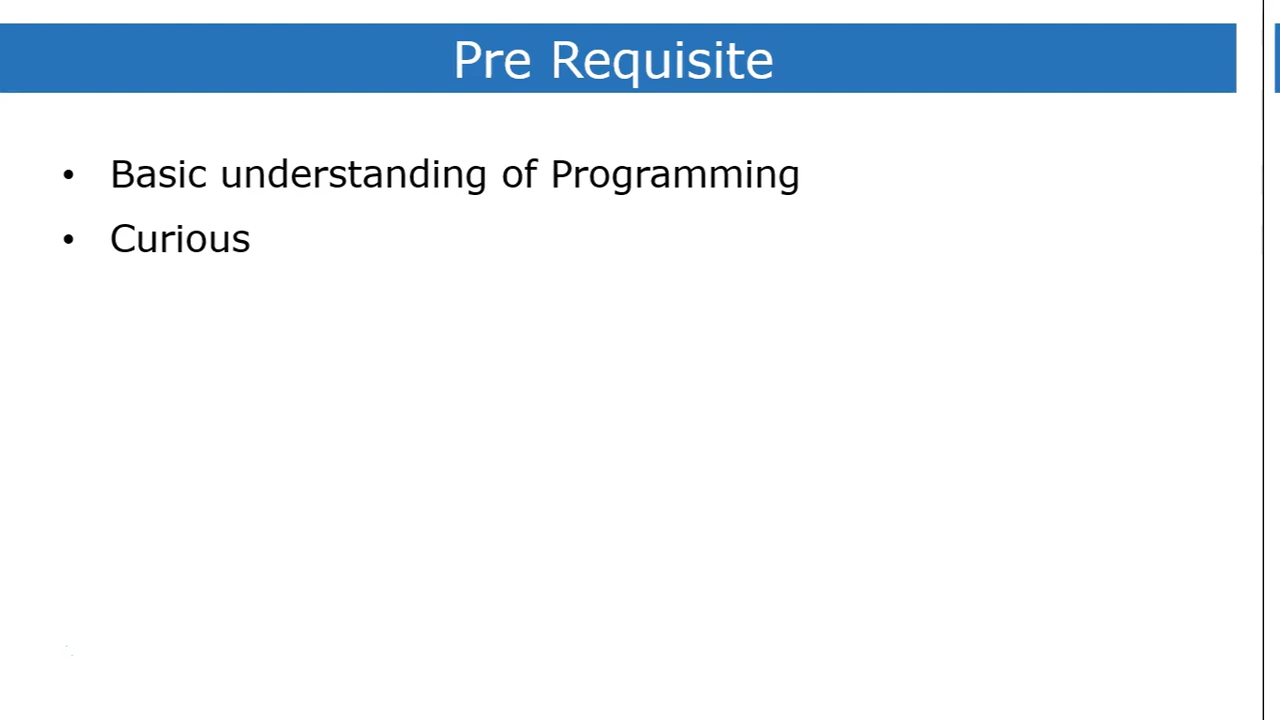 Pre Requisite
• Basic understanding of Programming
• Curious